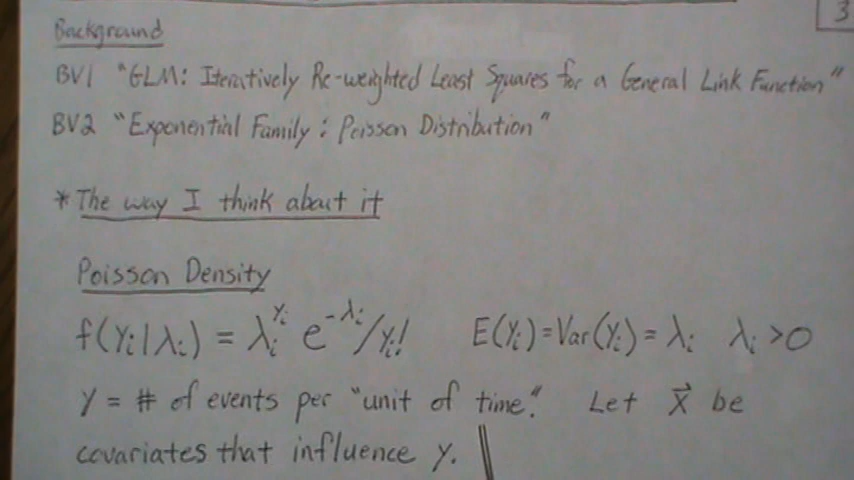 3
Background
BV1 "GLM: Iteratively Re-weighted Least Squares for a General Link Function"
BV2 "Exponential Family: Poisson Distribution"
* The way I think about it
Poisson Density
f(Yᵢ|λᵢ) = λᵢ^Yᵢ e^-λᵢ/Yᵢ! E(Yᵢ)=Var(Yᵢ)=λᵢ λᵢ>0
Y = # of events per "unit of time." Let X⃗ be
covariates that influence Y.